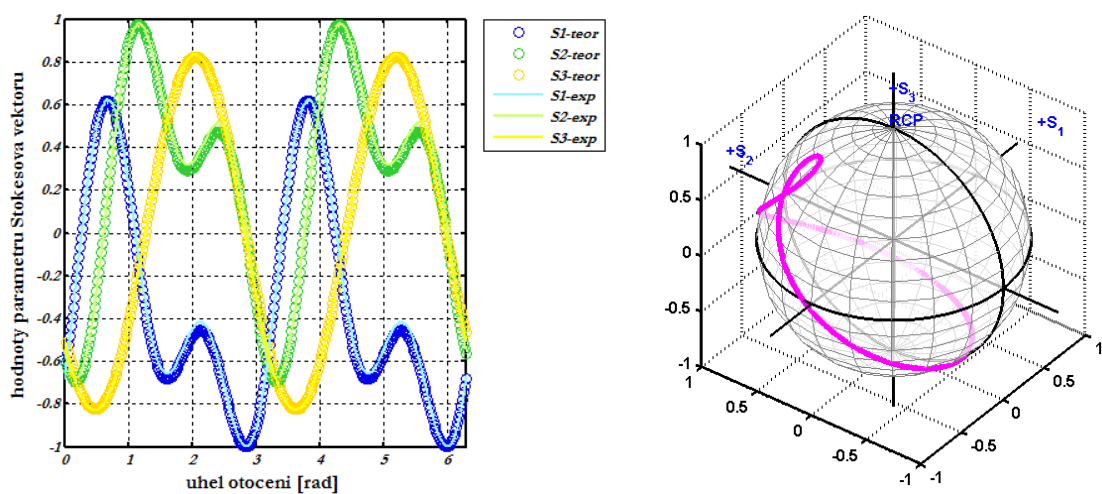 hodnoty parametru Stokesova vektoru
1
0.8
0.6
0.4
0.2
0
-0.2
-0.4
-0.6
-0.8
-1
0 1 2 3 4 5 6
uhel otoceni [rad]
S1-teor
S2-teor
S3-teor
S1-exp
S2-exp
S3-exp
+S3
RCP
+S1
+S2
1
0.5
0
-0.5
-1
1
0.5
0
-0.5
-1
-1
-0.5
0
0.5
1